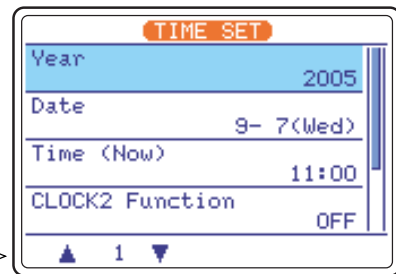 TIME SET
Year
2005
Date
9- 7(Wed)
Time (Now)
11:00
CLOCK2 Function
OFF
▲ 1 ▼